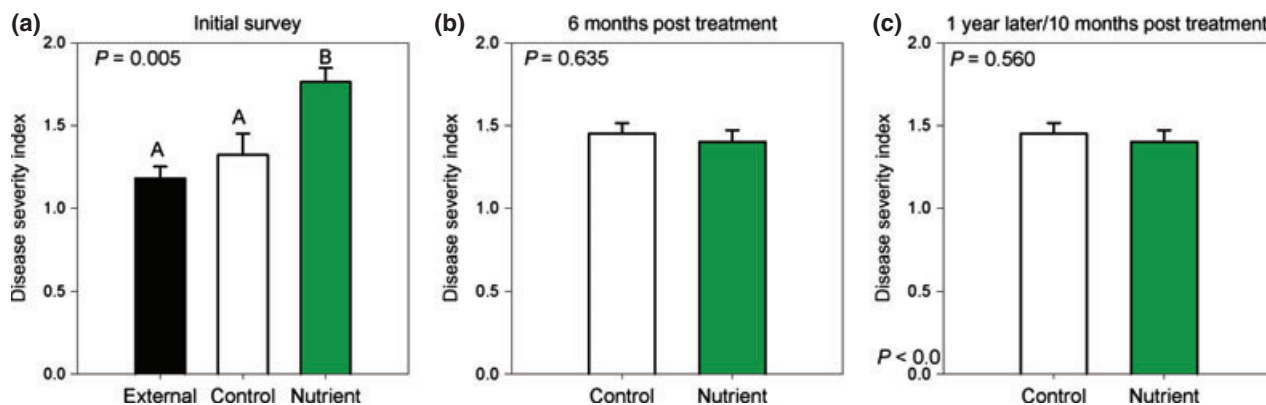 (a) Initial survey
P = 0.005
Disease severity index
2.0
1.5
1.0
0.5
0.0
A
A
B
External Control Nutrient
(b) 6 months post treatment
P = 0.635
Disease severity index
2.0
1.5
1.0
0.5
0.0
Control Nutrient
(c) 1 year later/10 months post treatment
P = 0.560
Disease severity index
2.0
1.5
1.0
0.5
0.0
P < 0.0
Control Nutrient